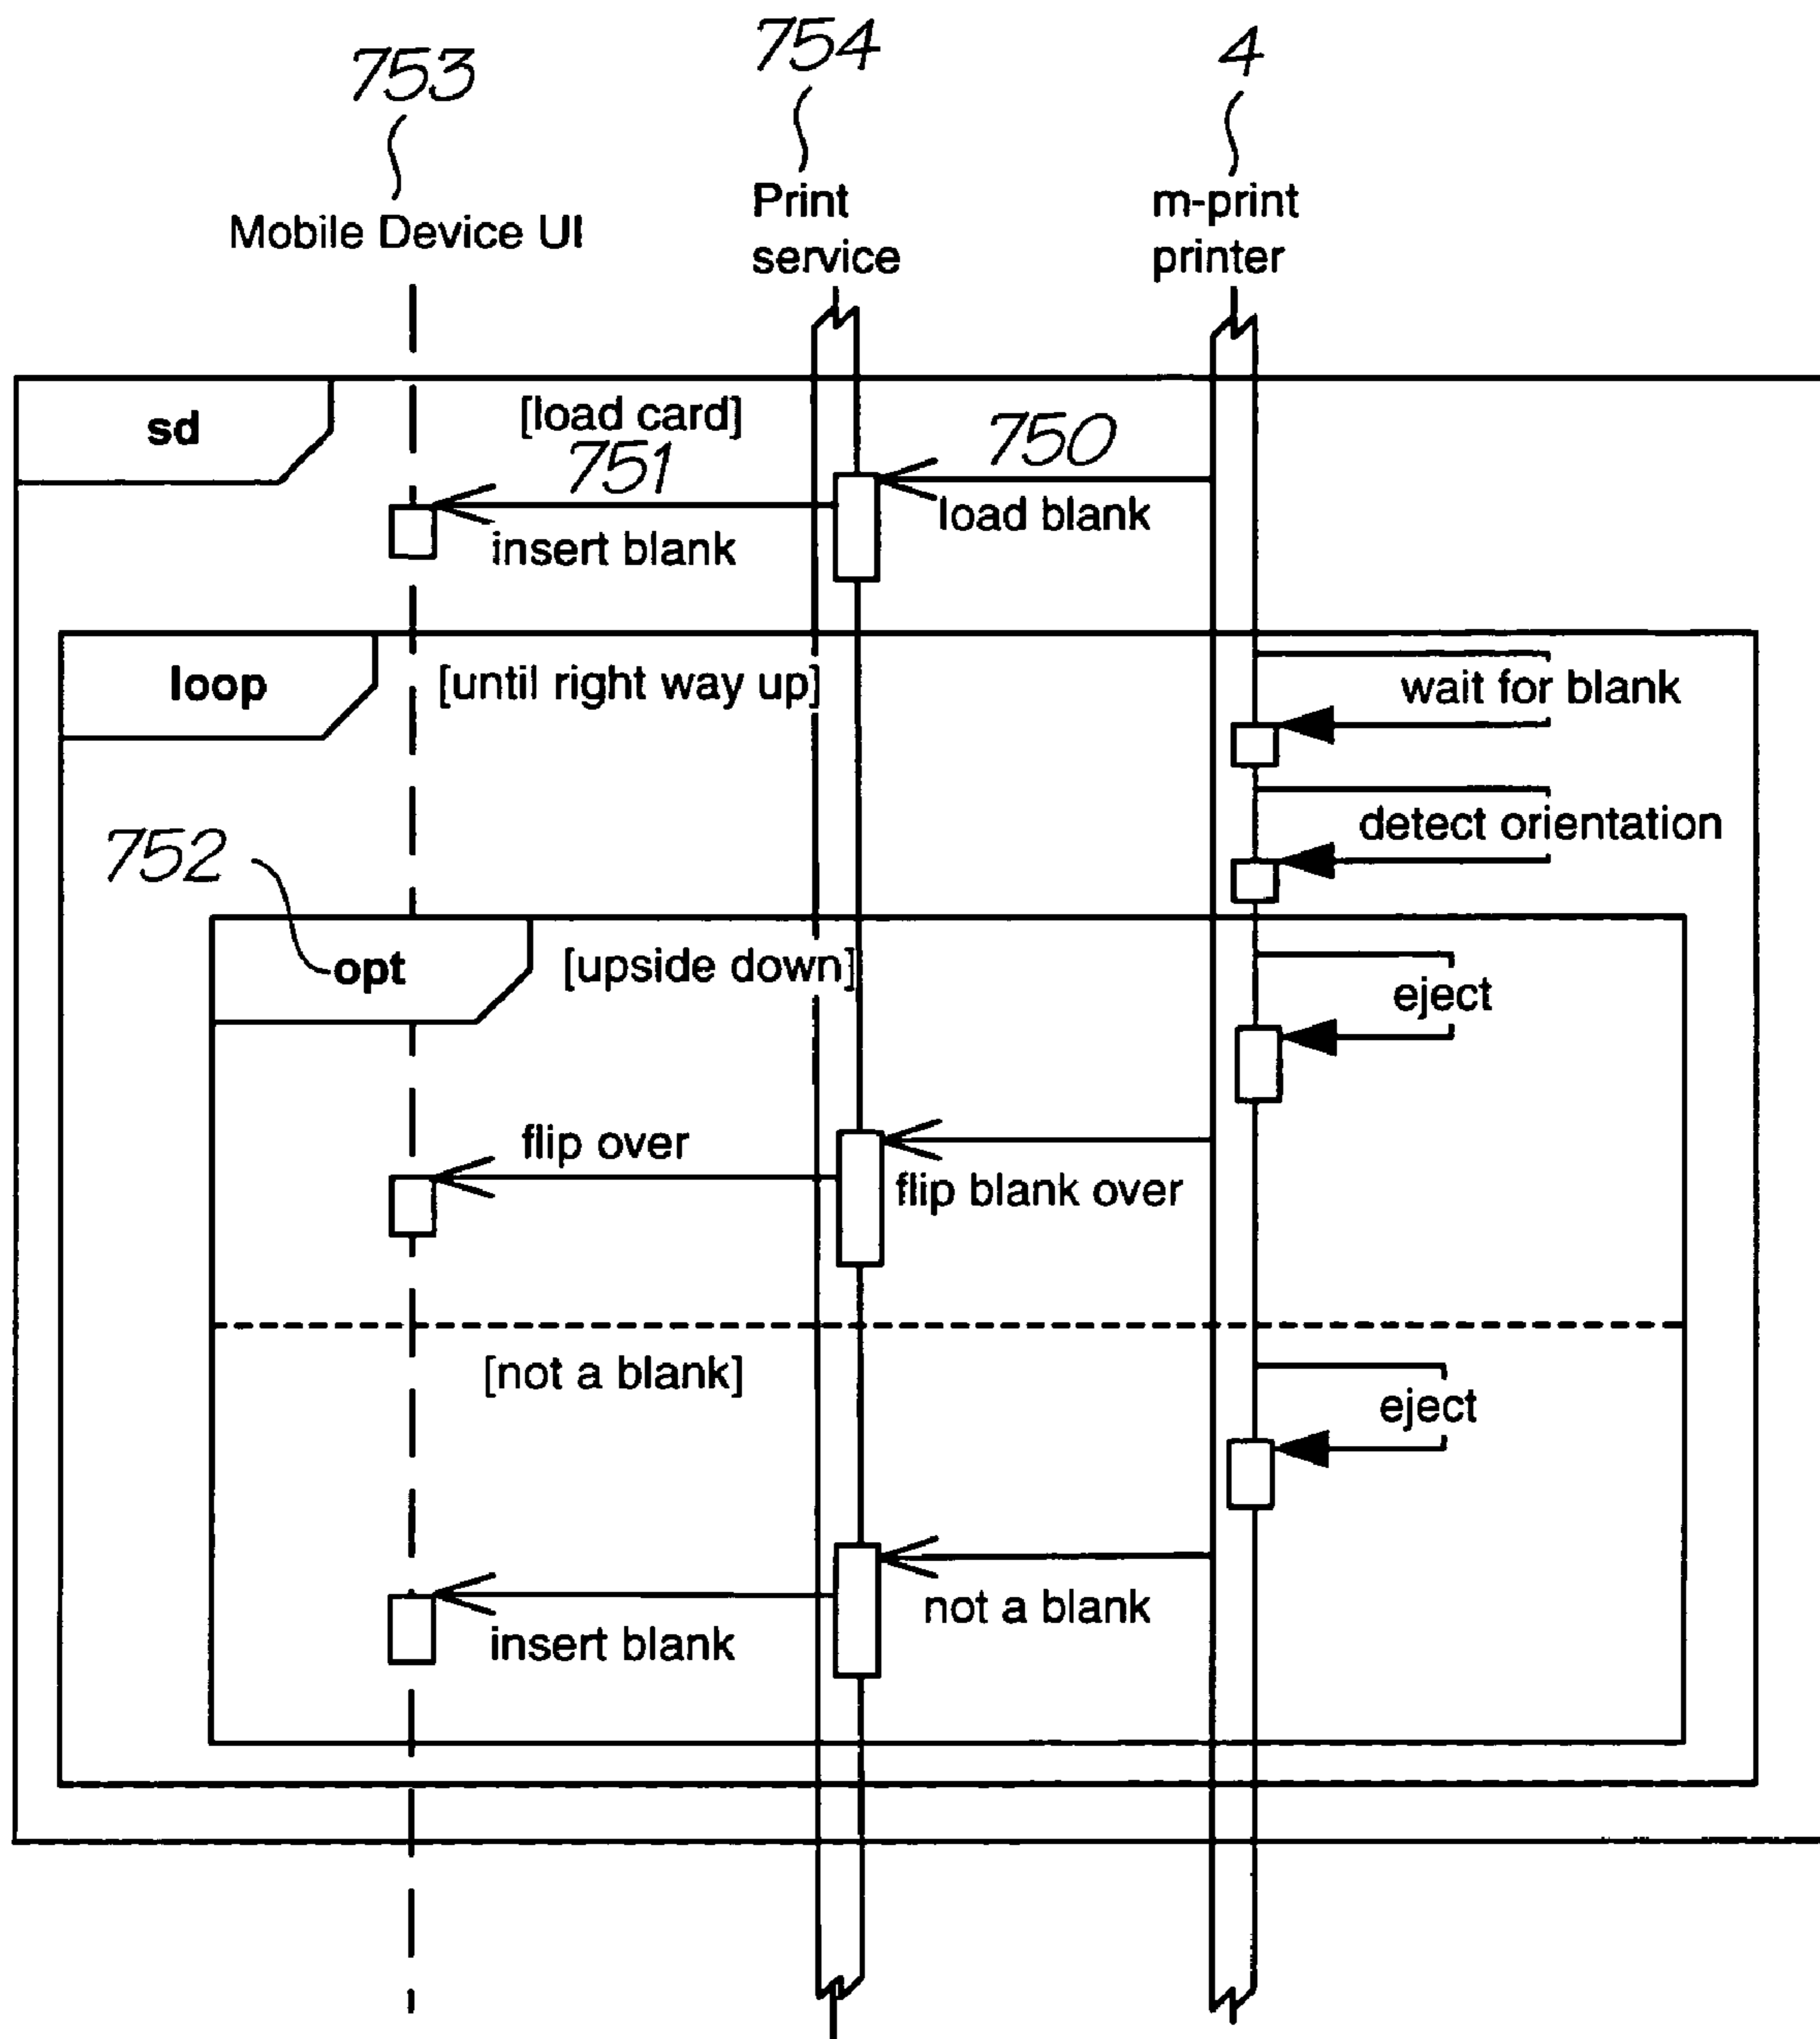 753
754
4
Mobile Device UI
Print
service
m-print
printer
sd
[load card]
751
750
insert blank
load blank
loop
[until right way up]
wait for blank
detect orientation
752
opt
[upside down]
eject
flip over
flip blank over
[not a blank]
eject
not a blank
insert blank